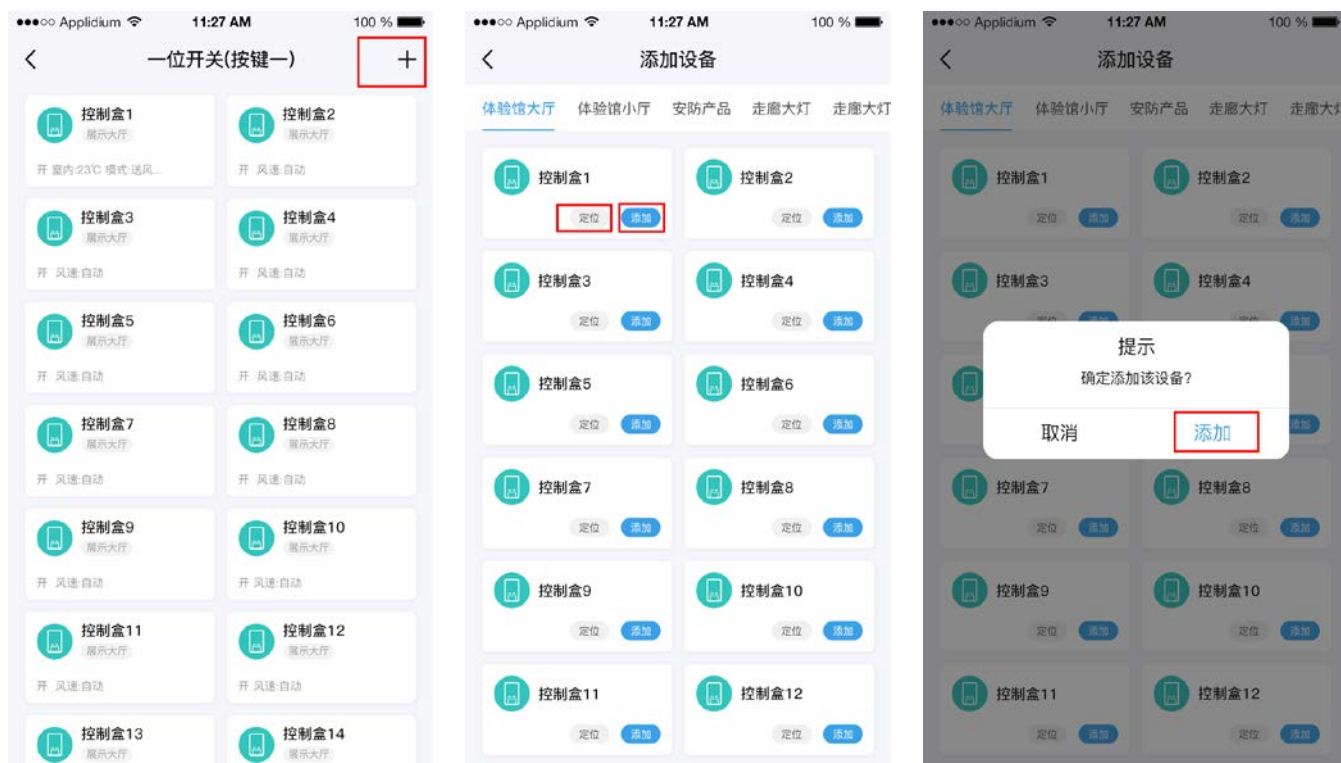 ●●●○○ Applidium 11:27 AM 100 %
一位开关(按键一) +
控制盒1 控制盒2
展示大厅 展示大厅
开 室内:23℃ 模式:送风... 开 风速:自动
控制盒3 控制盒4
展示大厅 展示大厅
开 风速:自动 开 风速:自动
控制盒5 控制盒6
展示大厅 展示大厅
开 风速:自动 开 风速:自动
控制盒7 控制盒8
展示大厅 展示大厅
开 风速:自动 开 风速:自动
控制盒9 控制盒10
展示大厅 展示大厅
开 风速:自动 开 风速:自动
控制盒11 控制盒12
展示大厅 展示大厅
开 风速:自动 开 风速:自动
控制盒13 控制盒14
展示大厅 展示大厅
●●●○○ Applidium 11:27 AM 100 %
添加设备
体验馆大厅 体验馆小厅 安防产品 走廊大灯 走廊大灯
控制盒1 控制盒2
定位 添加 定位 添加
控制盒3 控制盒4
定位 添加 定位 添加
控制盒5 控制盒6
定位 添加 定位 添加
控制盒7 控制盒8
定位 添加 定位 添加
控制盒9 控制盒10
定位 添加 定位 添加
控制盒11 控制盒12
定位 添加 定位 添加
●●●○○ Applidium 11:27 AM 100 %
添加设备
体验馆大厅 体验馆小厅 安防产品 走廊大灯 走廊大灯
控制盒1 控制盒2
定位 添加 定位 添加
控制盒3 控制盒4
定位 添加 定位 添加
提示
确定添加该设备?
取消 添加
控制盒7 控制盒8
定位 添加 定位 添加
控制盒9 控制盒10
定位 添加 定位 添加
控制盒11 控制盒12
定位 添加 定位 添加